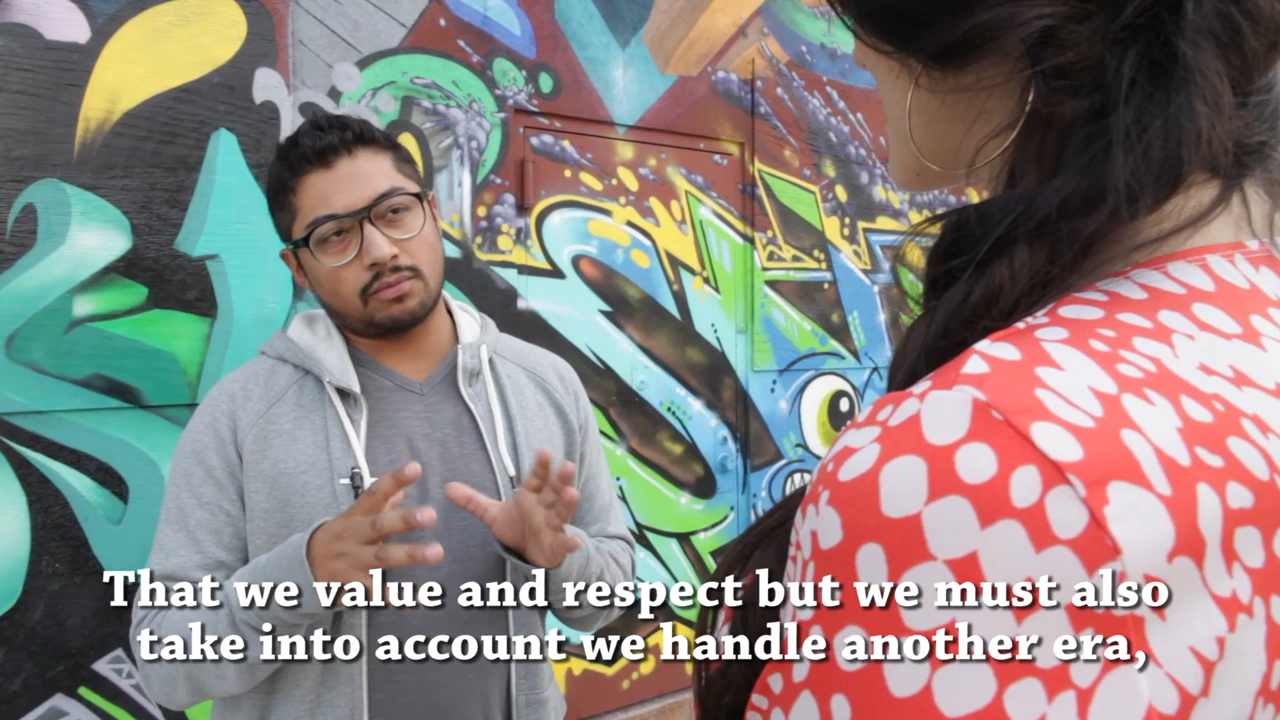 That we value and respect but we must also
take into account we handle another era,